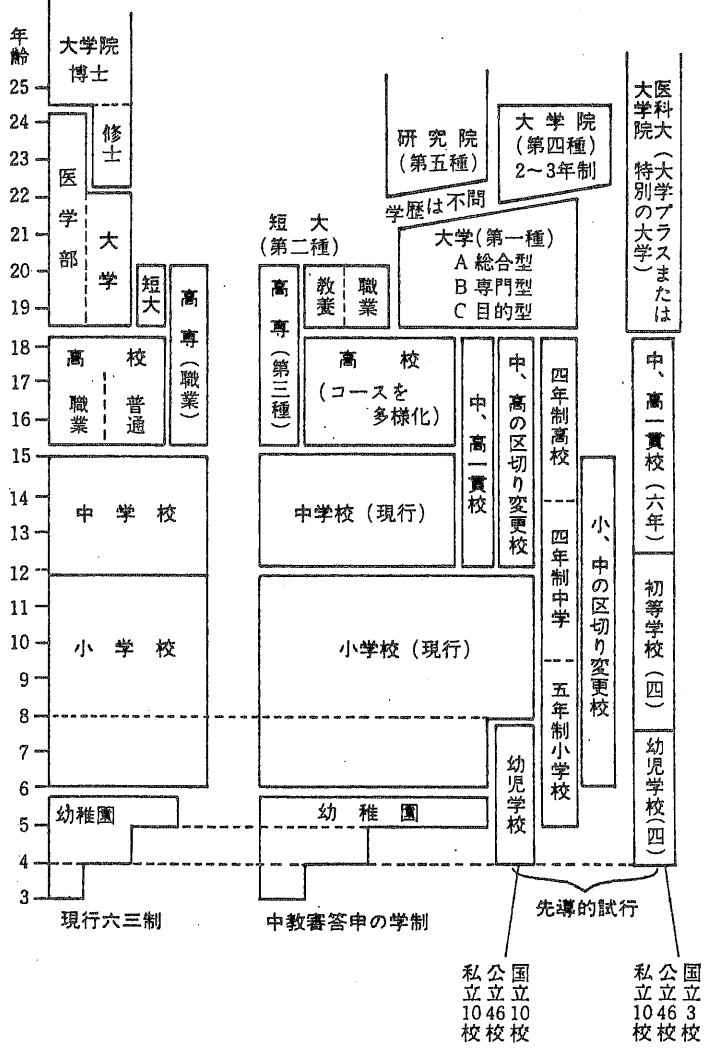 年齢
25
24
23
22
21
20
19
18
17
16
15
14
13
12
11
10
9
8
7
6
5
4
3
大学院
博士
修士
医学部
大学
短大
高専(職業)
高校
職業
普通
中学校
小学校
幼稚園
現行六三制
研究院
(第五種)
大学院
(第四種)
2〜3年制
学歴は不問
短大
(第二種)
大学(第一種)
A 総合型
B 専門型
C 目的型
高専(第三種)
教養
職業
高校
(コースを
多様化)
中、高一貫校
中、高の区切り変更校
四年制高校
中学校(現行)
四年制中学
小、中の区切り変更校
小学校(現行)
五年制小学校
幼児学校
幼稚園
中教審答申の学制
医科大(大学プラスまたは
大学院 特別の大学)
中、高一貫校(六年)
初等学校(四)
幼児学校(四)
先導的試行
国立10校
公立46校
私立10校
国立3校
公立46校
私立10校